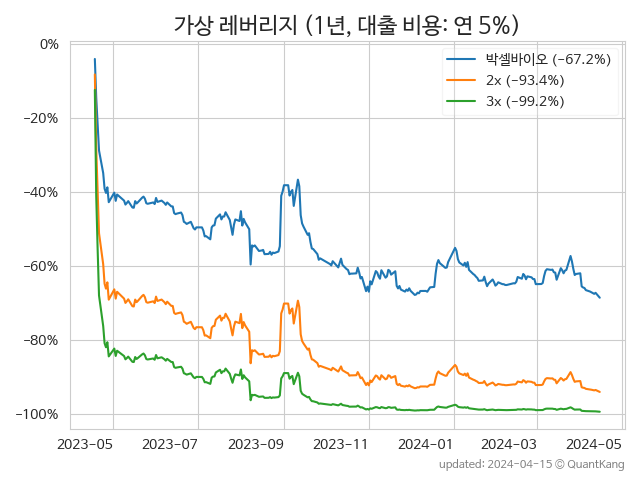 가상 레버리지 (1년, 대출 비용: 연 5%)
박셀바이오 (-67.2%)
2x (-93.4%)
3x (-99.2%)
0%
-20%
-40%
-60%
-80%
-100%
2023-05 2023-07 2023-09 2023-11 2024-01 2024-03 2024-05
updated: 2024-04-15 © QuantKang